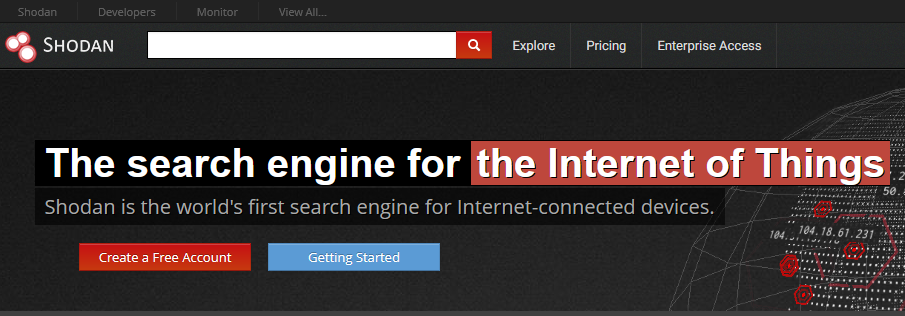 Shodan Developers Monitor View All...
SHODAN Explore Pricing Enterprise Access
The search engine for the Internet of Things
Shodan is the world's first search engine for Internet-connected devices.
Create a Free Account Getting Started
50.
104. 104.18.61.231